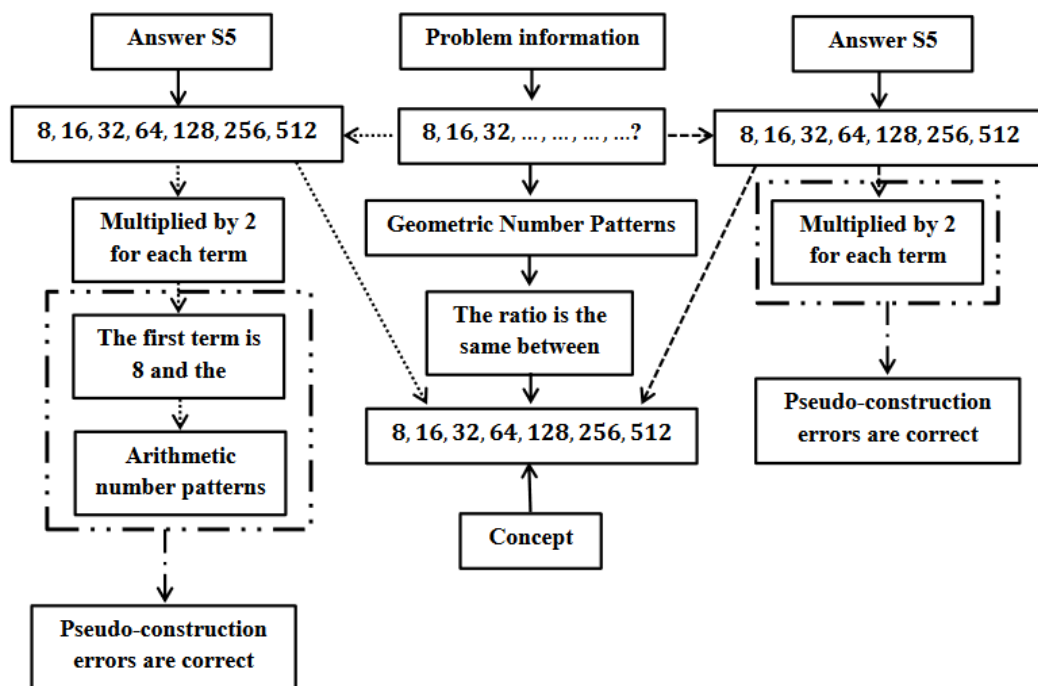 Answer S5
Problem information
Answer S5
8, 16, 32, 64, 128, 256, 512
8, 16, 32, ... , ... , ... , ...?
8, 16, 32, 64, 128, 256, 512
Multiplied by 2
for each term
Geometric Number Patterns
Multiplied by 2
for each term
The first term is
8 and the
The ratio is the
same between
Arithmetic
number patterns
8, 16, 32, 64, 128, 256, 512
Pseudo-construction
errors are correct
Concept
Pseudo-construction
errors are correct